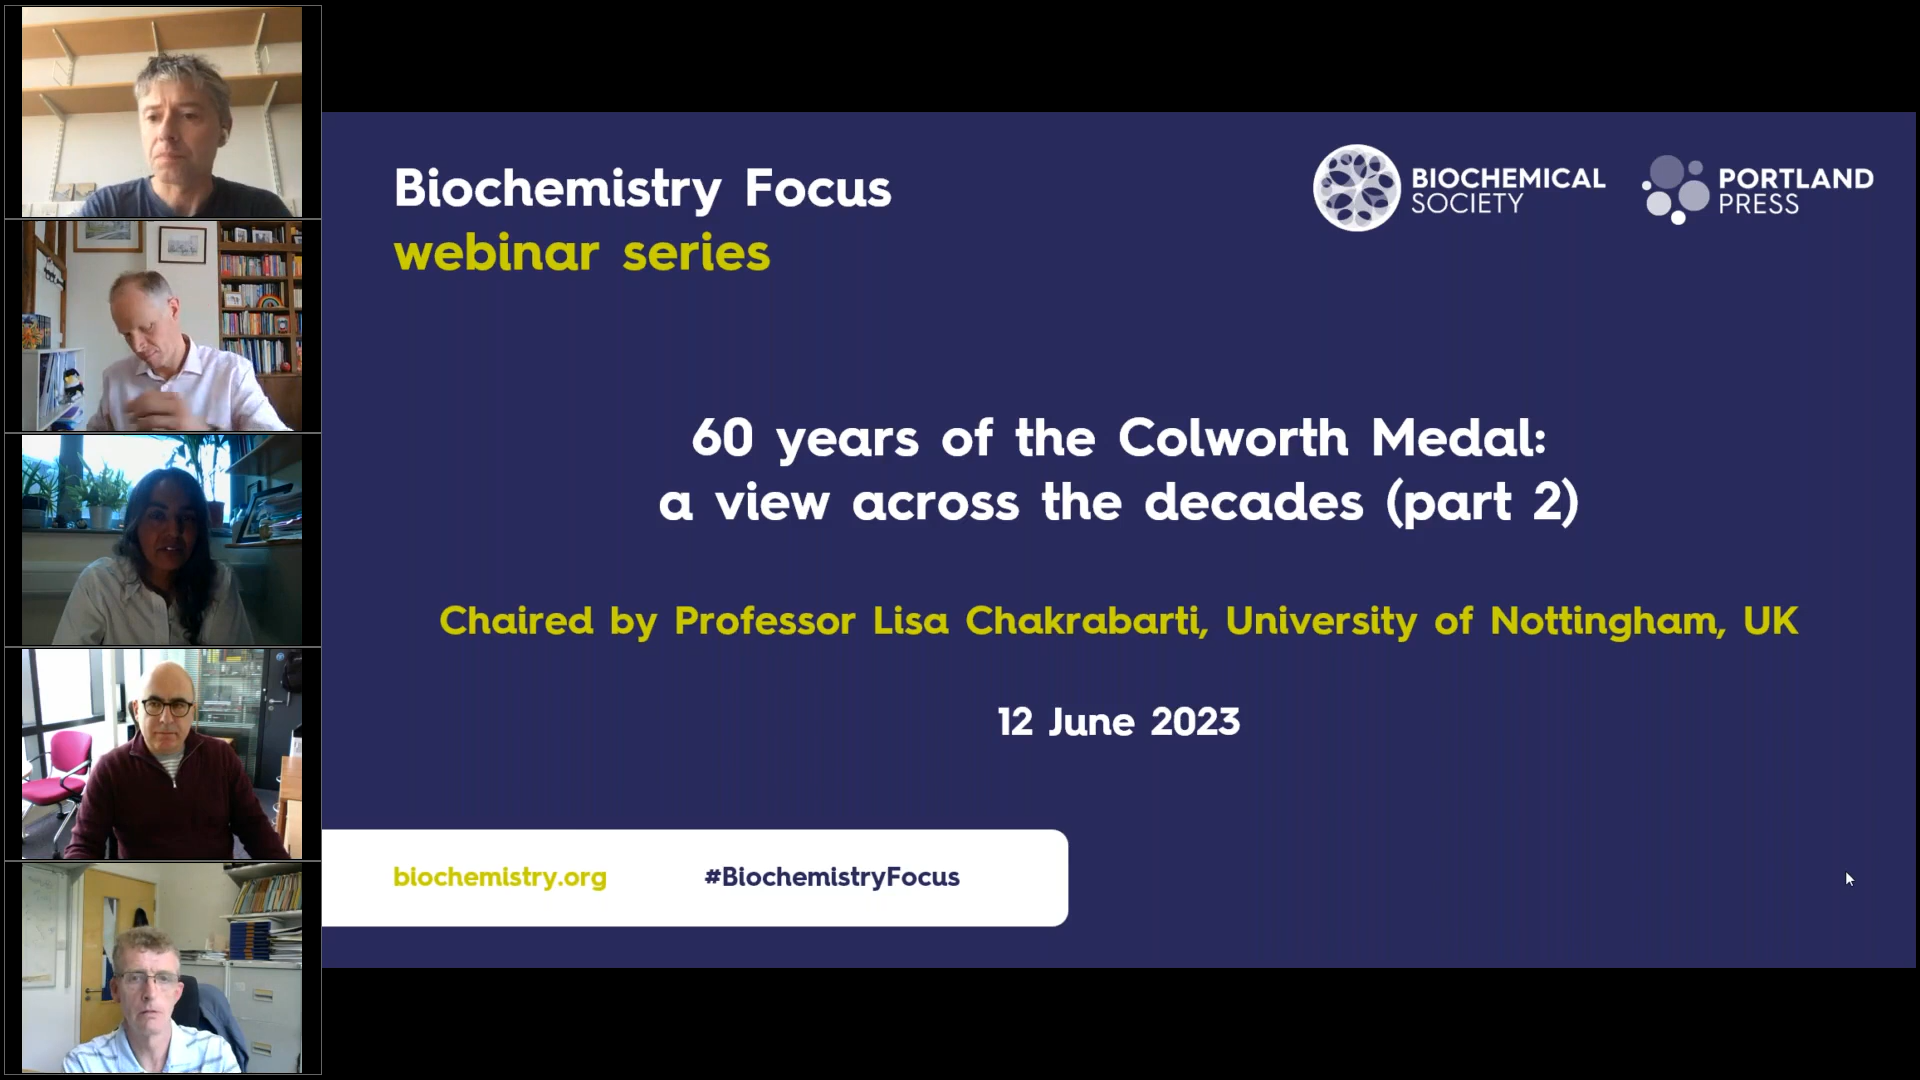 Biochemistry Focus
webinar series
BIOCHEMICAL
SOCIETY
PORTLAND
PRESS
60 years of the Colworth Medal:
a view across the decades (part 2)
Chaired by Professor Lisa Chakrabarti, University of Nottingham, UK
12 June 2023
biochemistry.org
#BiochemistryFocus